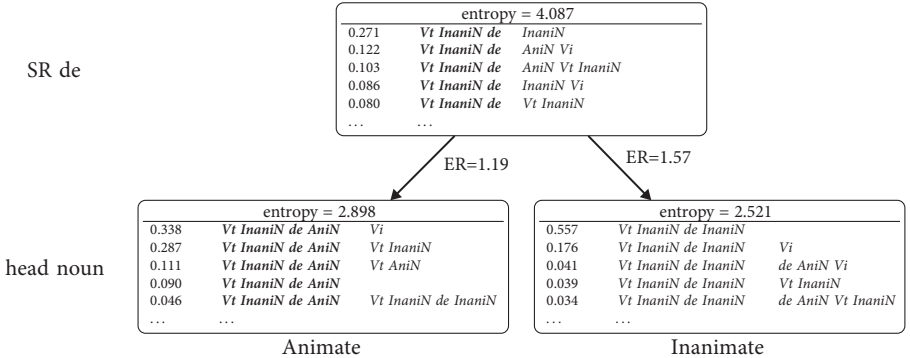 entropy = 4.087
0.271 Vt InaniN de InaniN
0.122 Vt InaniN de AniN Vi
0.103 Vt InaniN de AniN Vt InaniN
0.086 Vt InaniN de InaniN Vi
0.080 Vt InaniN de Vt InaniN
... ...
SR de
ER=1.19
ER=1.57
entropy = 2.898
0.338 Vt InaniN de AniN Vi
0.287 Vt InaniN de AniN Vt InaniN
0.111 Vt InaniN de AniN Vt AniN
0.090 Vt InaniN de AniN
0.046 Vt InaniN de AniN Vt InaniN de InaniN
... ...
entropy = 2.521
0.557 Vt InaniN de InaniN
0.176 Vt InaniN de InaniN Vi
0.041 Vt InaniN de InaniN de AniN Vi
0.039 Vt InaniN de InaniN Vt InaniN
0.034 Vt InaniN de InaniN de AniN Vt InaniN
... ...
head noun
Animate
Inanimate